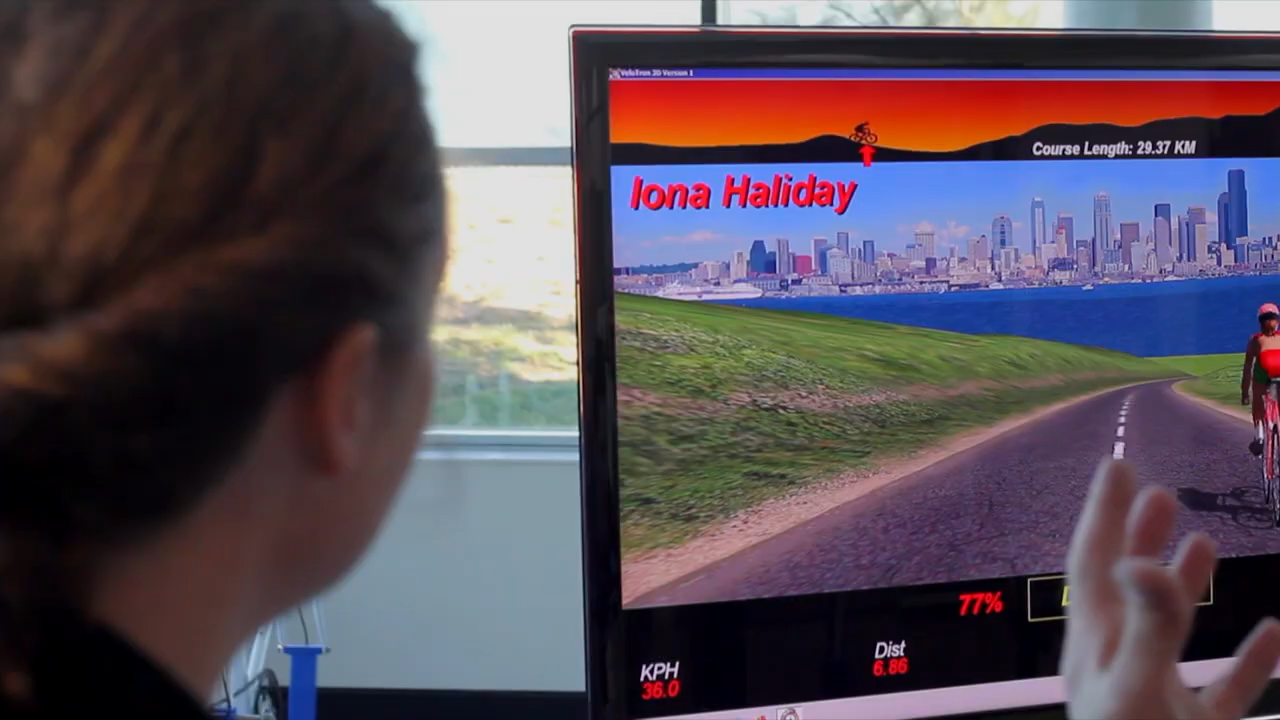 VeloTron 3D Version 1
Course Length: 29.37 KM
Iona Haliday
77%
KPH
36.0
Dist
6.86